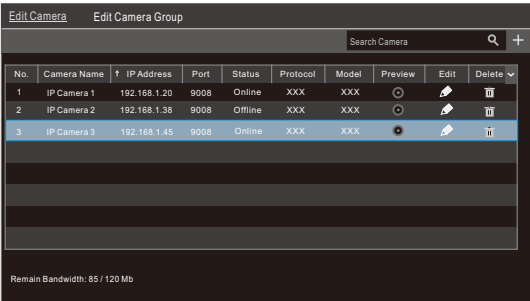 Edit Camera Edit Camera Group
Search Camera
No. Camera Name ↑ IP Address Port Status Protocol Model Preview Edit Delete
1 IP Camera 1 192.168.1.20 9008 Online XXX XXX
2 IP Camera 2 192.168.1.38 9008 Offline XXX XXX
3 IP Camera 3 192.168.1.45 9008 Online XXX XXX
Remain Bandwidth: 85 / 120 Mb